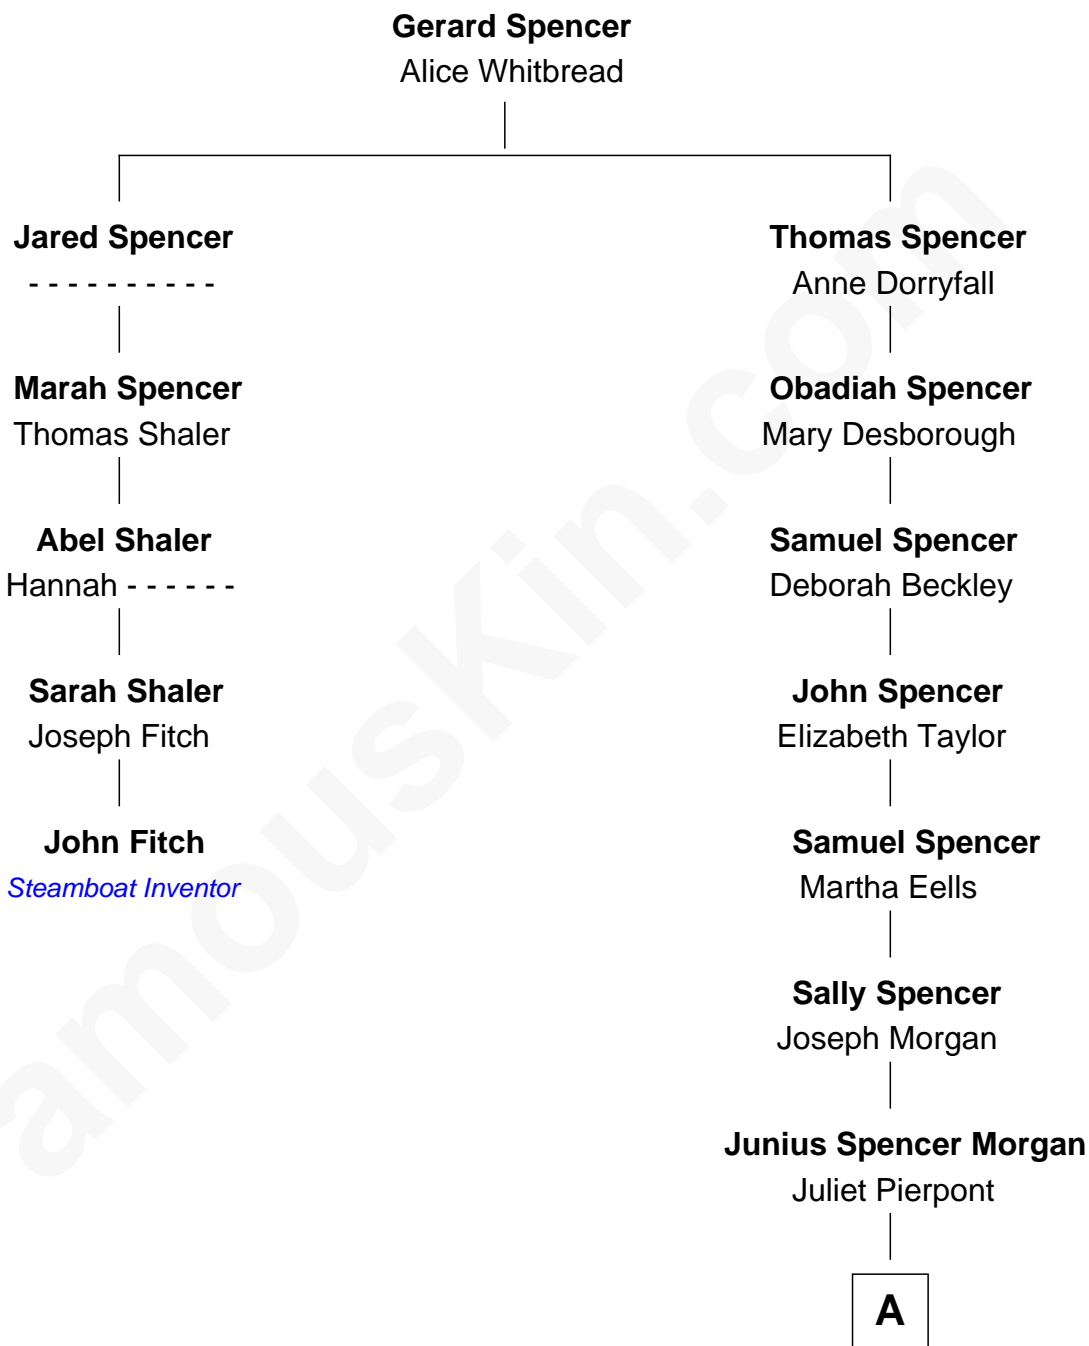 Gerard Spencer
Alice Whitbread
Jared Spencer
- - - - - - - - - -
Thomas Spencer
Anne Dorryfall
Marah Spencer
Thomas Shaler
Obadiah Spencer
Mary Desborough
Abel Shaler
Hannah - - - - - -
Samuel Spencer
Deborah Beckley
Sarah Shaler
Joseph Fitch
John Spencer
Elizabeth Taylor
John Fitch
Steamboat Inventor
Samuel Spencer
Martha Eells
Sally Spencer
Joseph Morgan
Junius Spencer Morgan
Juliet Pierpont
A
amouskin.com